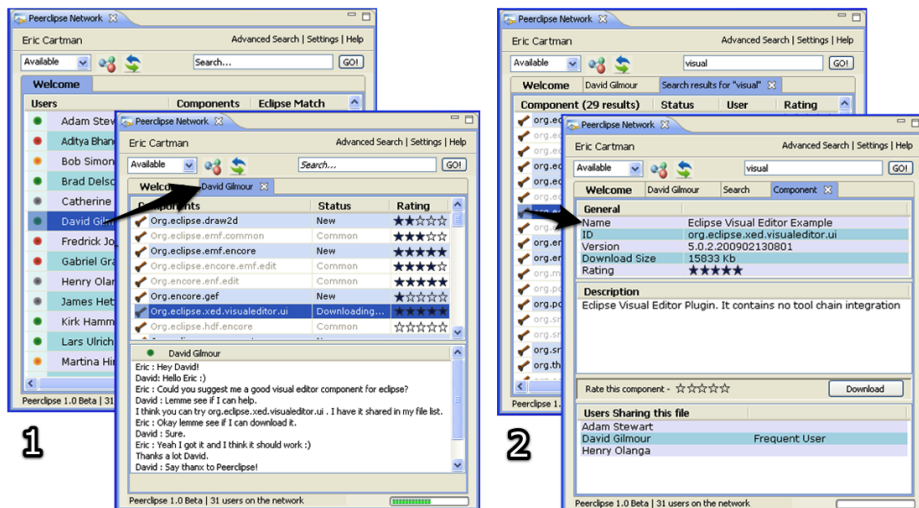 Peerclipse Network
Eric Cartman
Advanced Search | Settings | Help
Available
Search...
GO!
Welcome
Users Components Eclipse Match
Adam Stew
Aditya Bhan
Bob Simon
Brad Delso
Catherine
David Gilm
Fredrick Jo
Gabriel Gra
Henry Olan
James Het
Kirk Hamm
Lars Ulrich
Martina Hi
Peerclipse 1.0 Beta | 31
1
Peerclipse Network
Eric Cartman
Advanced Search | Settings | Help
Available
Search...
GO!
David Gilmour
Status Rating
Org.eclipse.draw2d New
Org.eclipse.emf.common Common
Org.eclipse.emf.encore New
Org.eclipse.encore.emf.edit Common
Org.eclipse.emf.edit Common
Org.encore.gef New
Org.eclipse.xed.visualeditor.ui Downloading...
Org.eclipse.hdf.encore Common
David Gilmour
Eric : Hey David!
David: Hello Eric :)
Eric : Could you suggest me a good visual editor component for eclipse?
David : Lemme see if I can help.
I think you can try org.eclipse.xed.visualeditor.ui . I have it shared in my file list.
Eric : Okay lemme see if I can download it.
David : Sure.
Eric : Yeah I got it and I think it should work :)
Thanks a lot David.
David : Say thanx to Peerclipse!
Peerclipse 1.0 Beta | 31 users on the network
Peerclipse Network
Eric Cartman
Advanced Search | Settings | Help
Available
visual
GO!
Welcome David Gilmour Search results for "visual"
Component (29 results) Status User Rating
Peerclipse 1.
2
Peerclipse Network
Eric Cartman
Advanced Search | Settings | Help
Available
visual
GO!
Welcome David Gilmour Search Component
General
Name Eclipse Visual Editor Example
ID org.eclipse.xed.visualeditor.ui
Version 5.0.2.200902130801
Download Size 15833 Kb
Rating
Description
Eclipse Visual Editor Plugin. It contains no tool chain integration
Rate this component -
Download
Users Sharing this file
Adam Stewart
David Gilmour Frequent User
Henry Olanga
Peerclipse 1.0 Beta | 31 users on the network